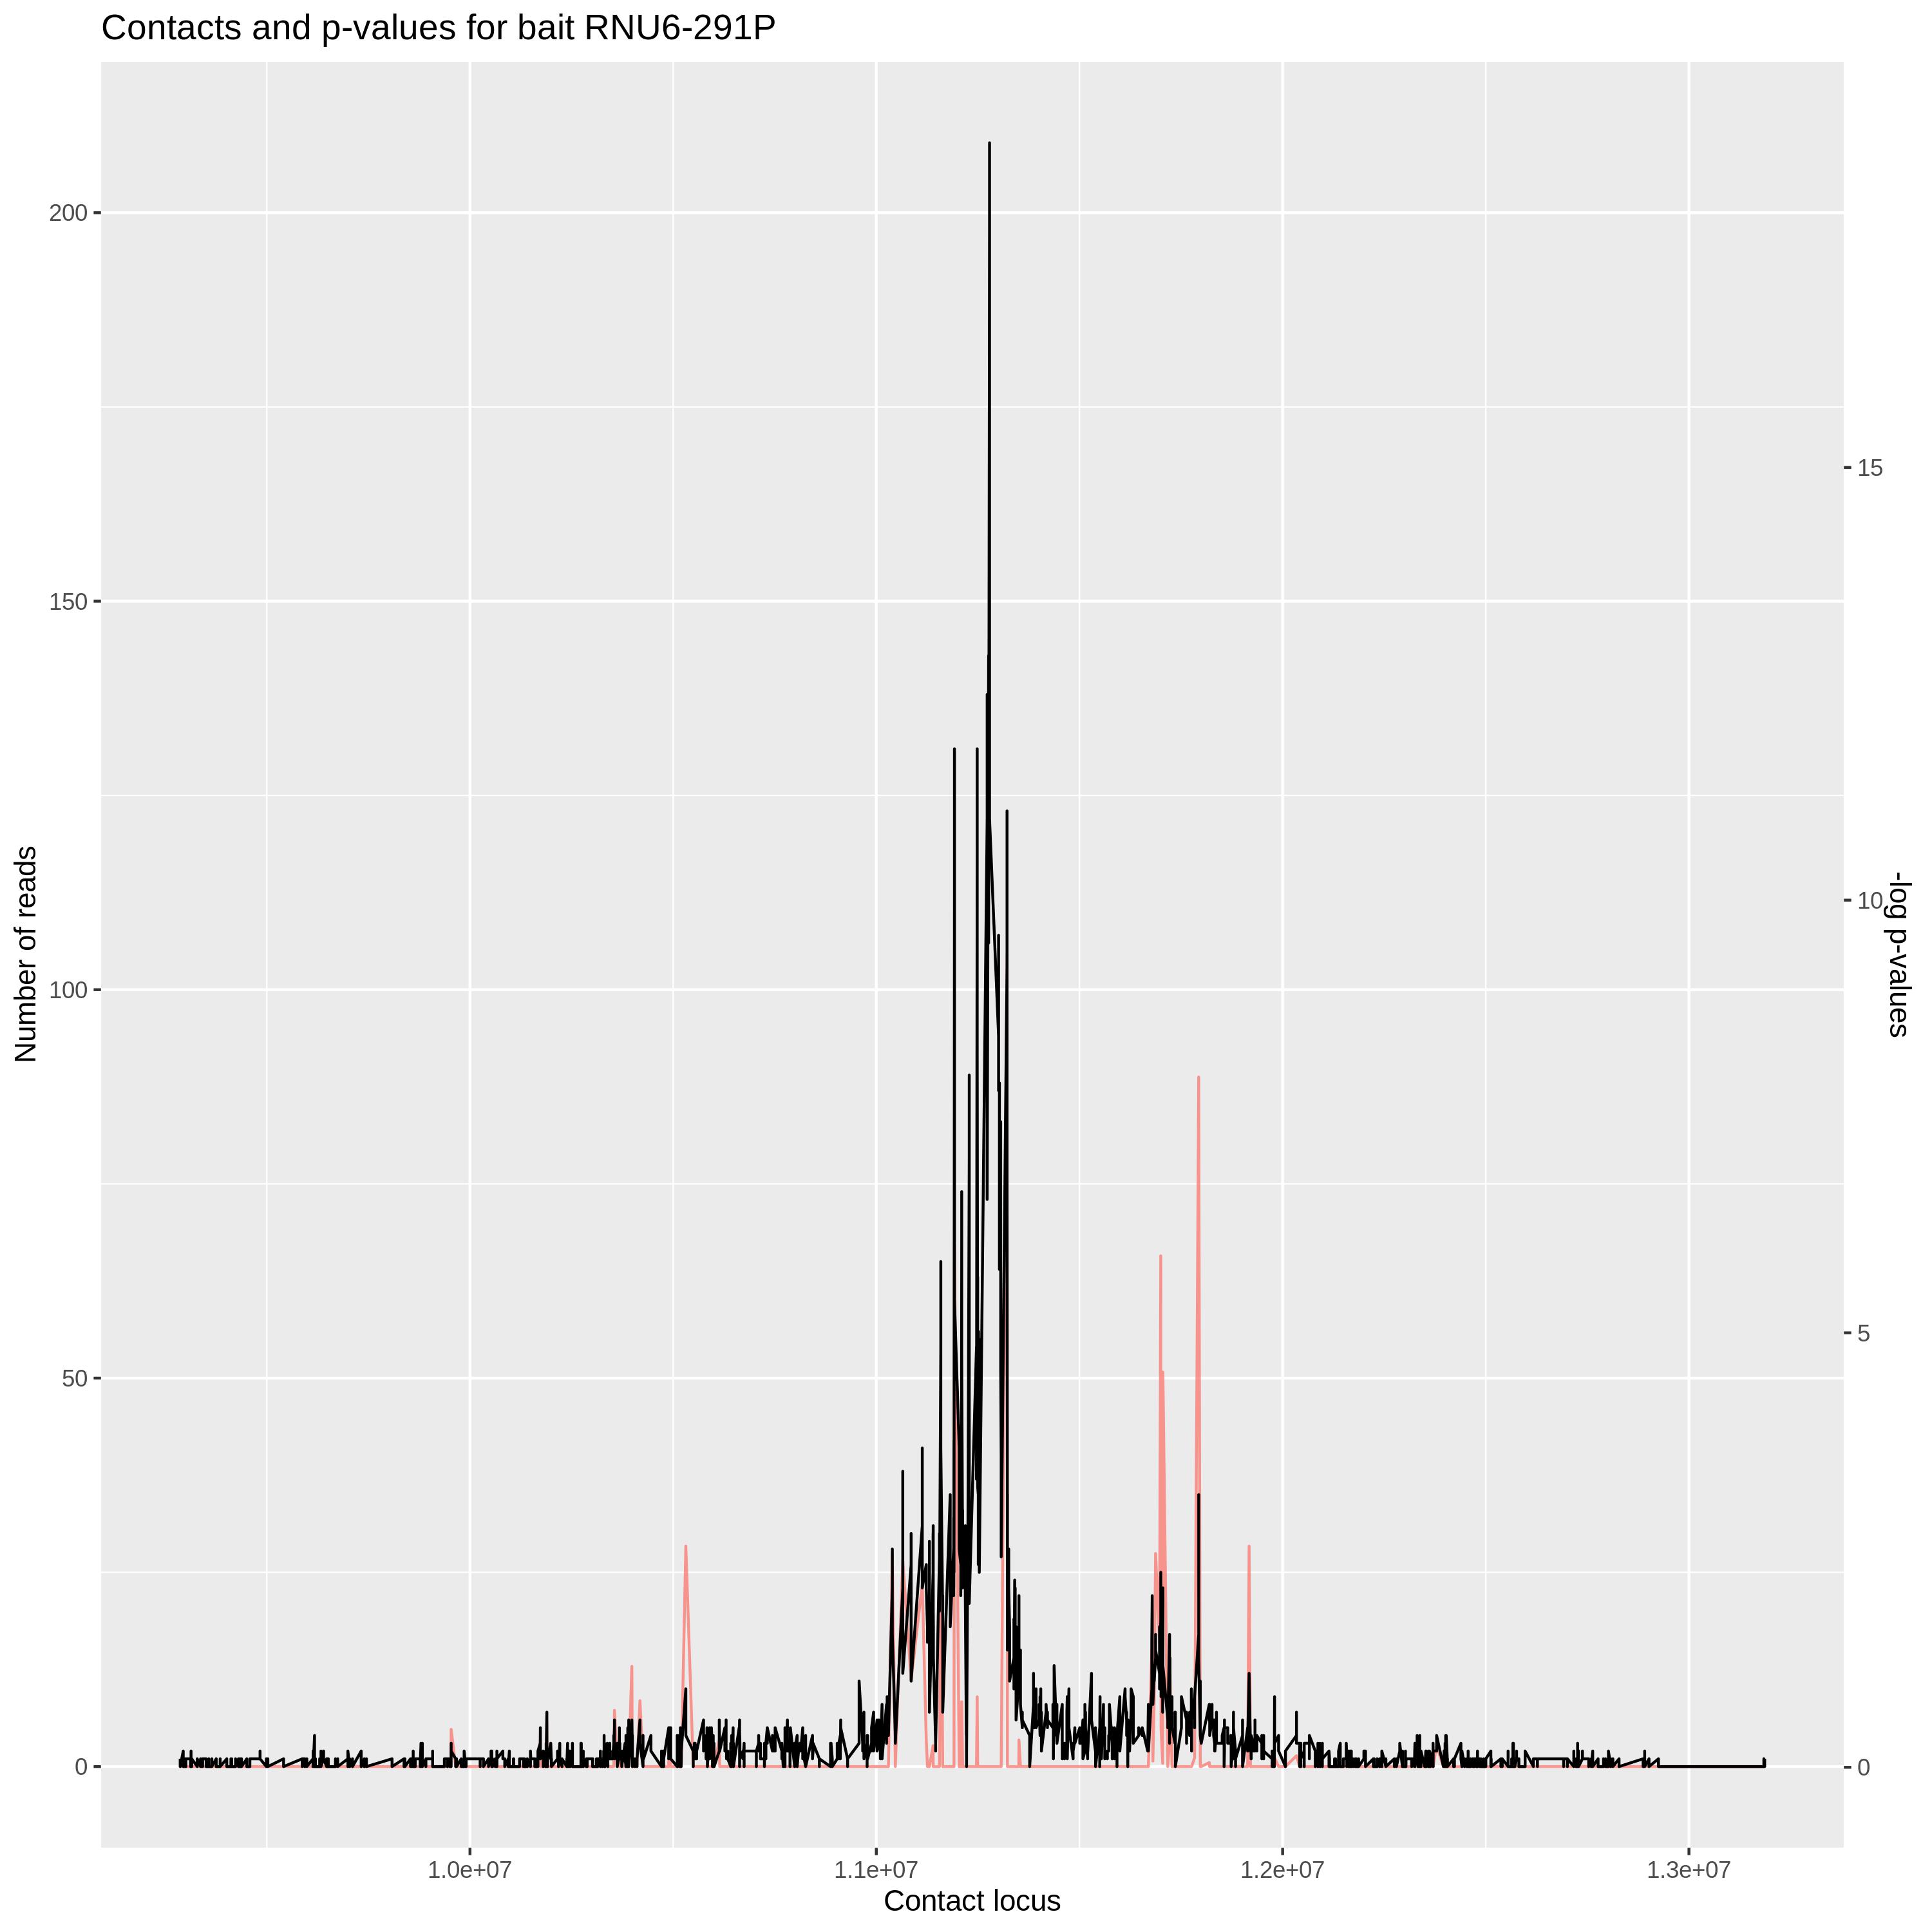 Contacts and p-values for bait RNU6-291P
200
150
100
50
0
Number of reads
15
10
5
0
-log p-values
1.0e+07
1.1e+07
1.2e+07
1.3e+07
Contact locus